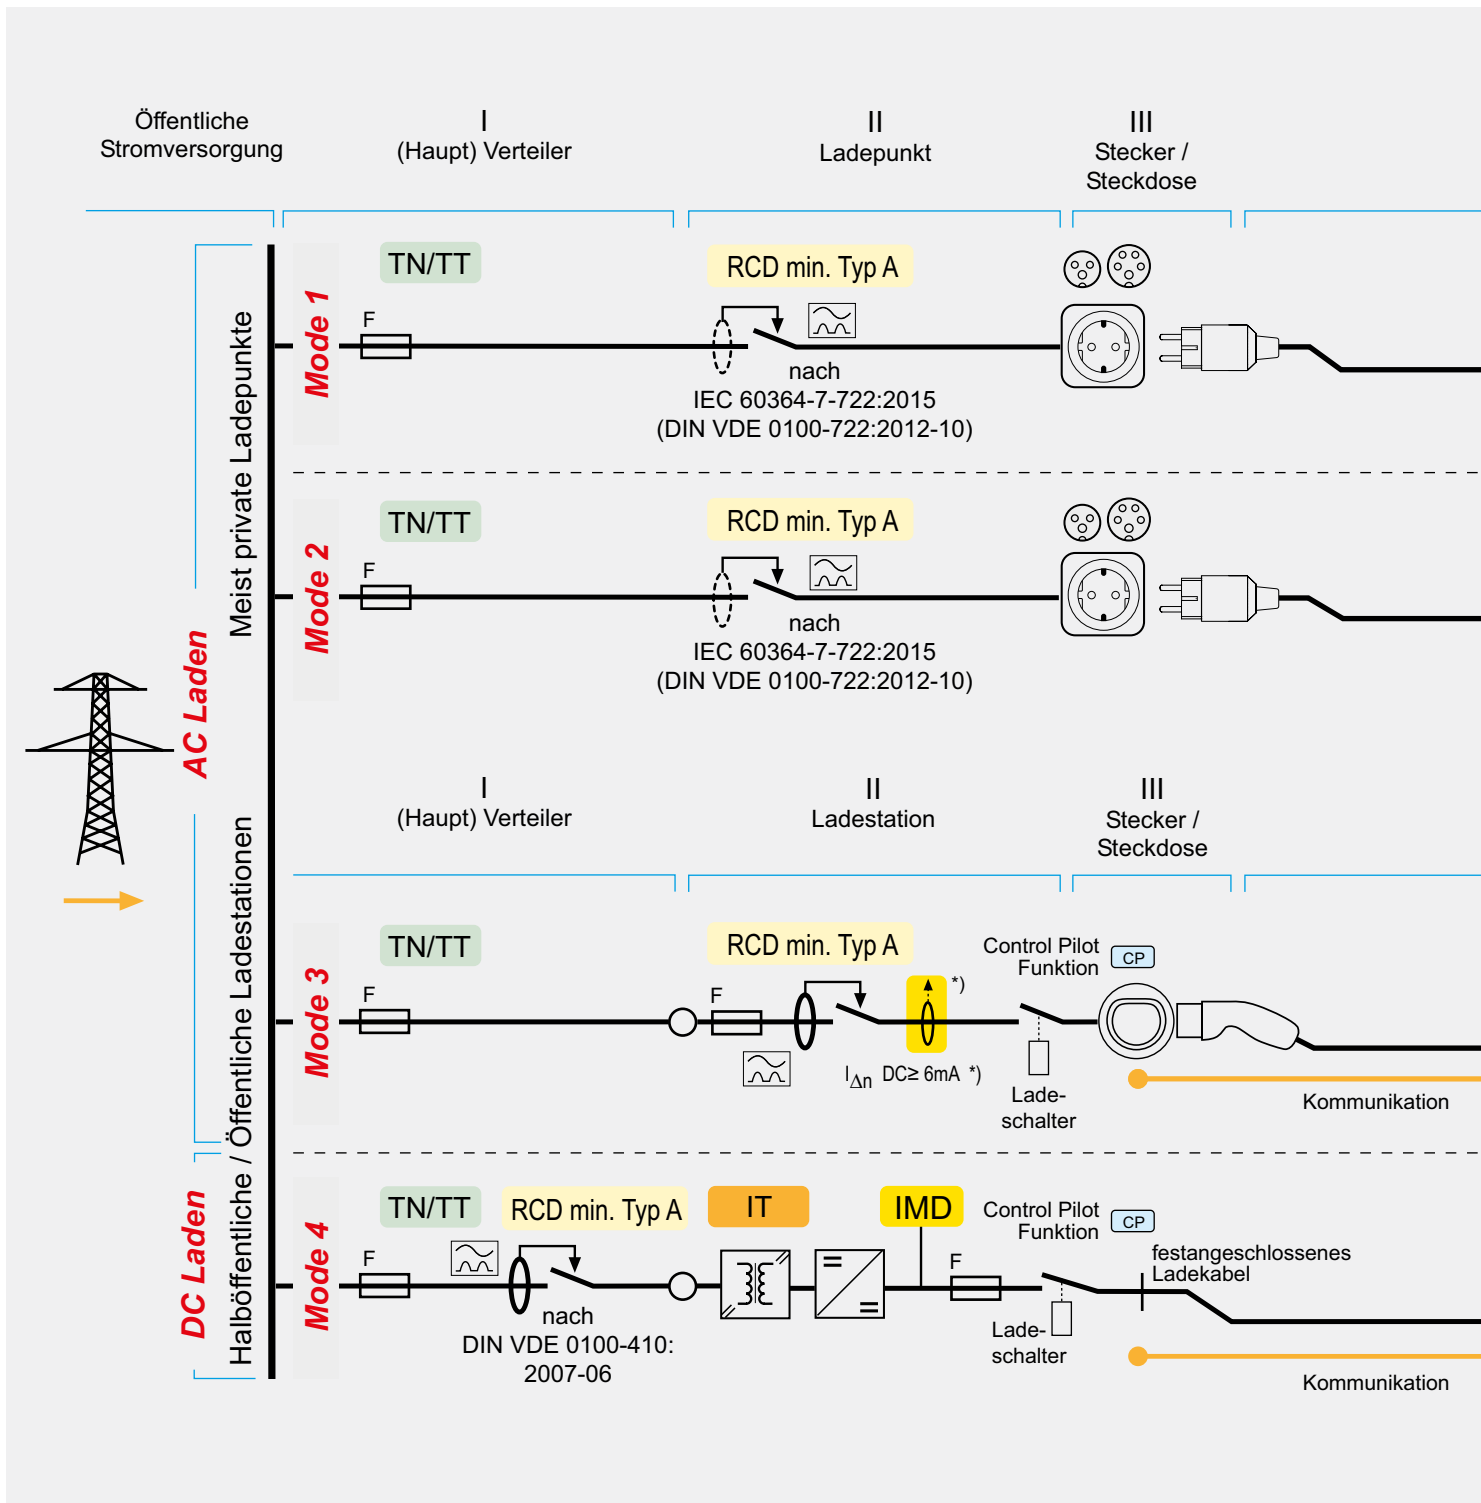 Öffentliche
Stromversorgung
I
(Haupt) Verteiler
II
Ladepunkt
III
Stecker /
Steckdose
AC Laden
Meist private Ladepunkte
Mode 1
TN/TT
F
RCD min. Typ A
nach
IEC 60364-7-722:2015
(DIN VDE 0100-722:2012-10)
Mode 2
TN/TT
F
RCD min. Typ A
nach
IEC 60364-7-722:2015
(DIN VDE 0100-722:2012-10)
I
(Haupt) Verteiler
II
Ladestation
III
Stecker /
Steckdose
Halböffentliche / Öffentliche Ladestationen
Mode 3
TN/TT
F
RCD min. Typ A
F
*)
I∆n DC≥ 6mA *)
Control Pilot
Funktion
CP
Lade-
schalter
Kommunikation
DC Laden
Mode 4
TN/TT
F
RCD min. Typ A
nach
DIN VDE 0100-410:
2007-06
IT
IMD
F
Control Pilot
Funktion
CP
festangeschlossenes
Ladekabel
Lade-
schalter
Kommunikation